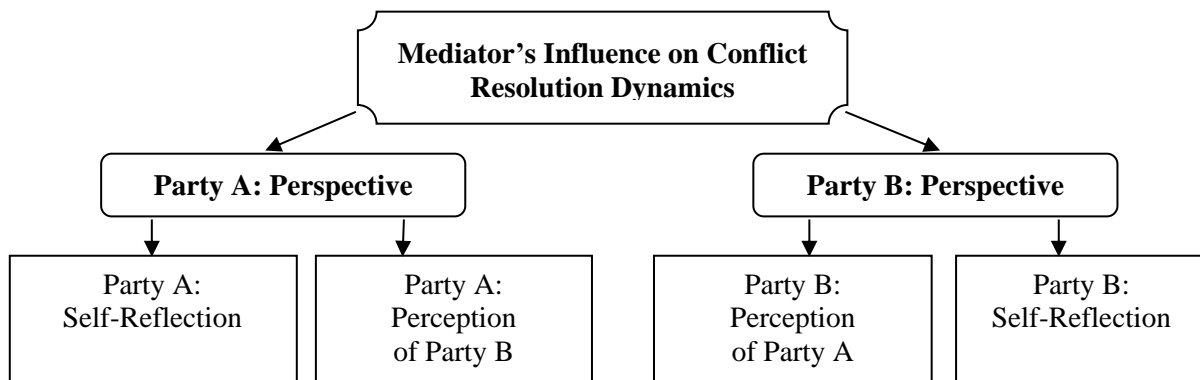 Mediator’s Influence on Conflict
Resolution Dynamics
Party A: Perspective
Party B: Perspective
Party A:
Self-Reflection
Party A:
Perception
of Party B
Party B:
Perception
of Party A
Party B:
Self-Reflection